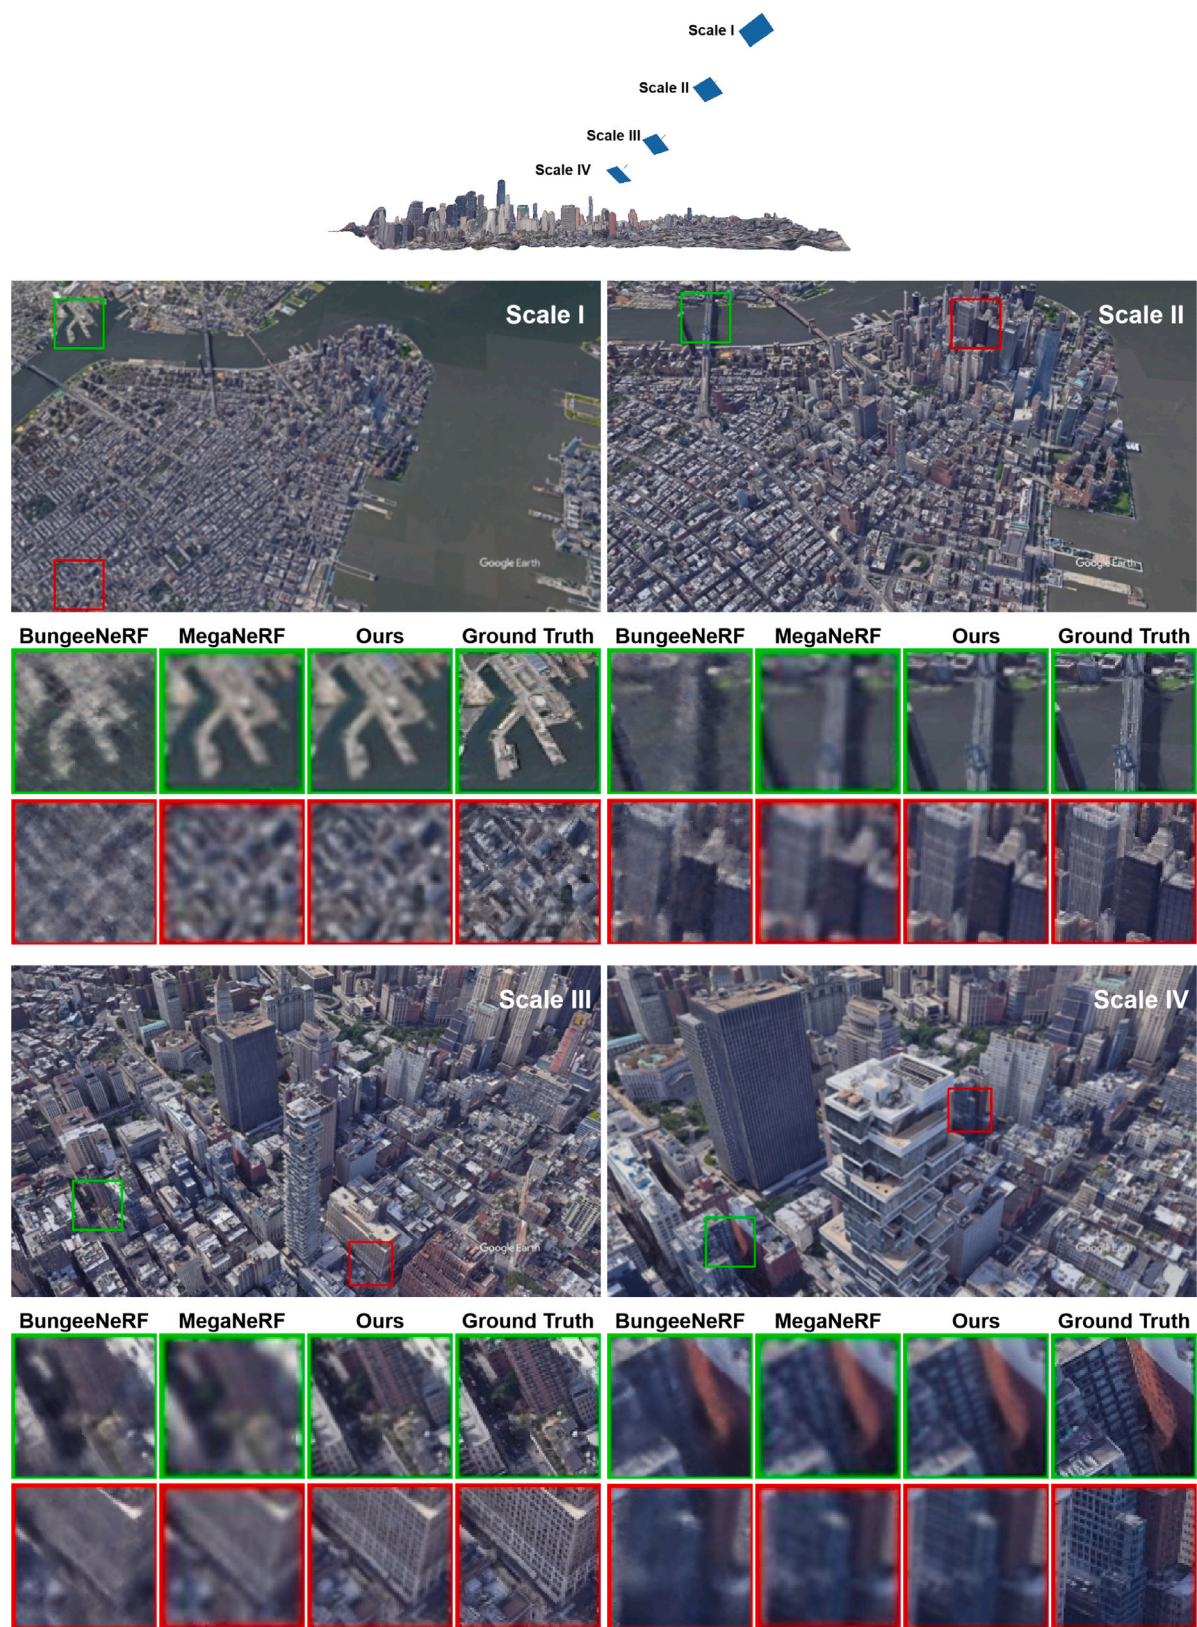 Scale I
Scale II
Scale III
Scale IV
Scale I
Scale II
Google Earth
Google Earth
BungeeNeRF MegaNeRF Ours Ground Truth BungeeNeRF MegaNeRF Ours Ground Truth
Scale III
Scale IV
Google Earth
Google Earth
BungeeNeRF MegaNeRF Ours Ground Truth BungeeNeRF MegaNeRF Ours Ground Truth